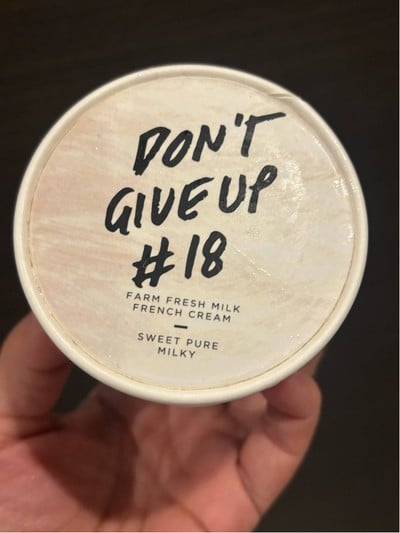 DON'T
GIVE UP
#18
FARM FRESH MILK
FRENCH CREAM
SWEET PURE
MILKY